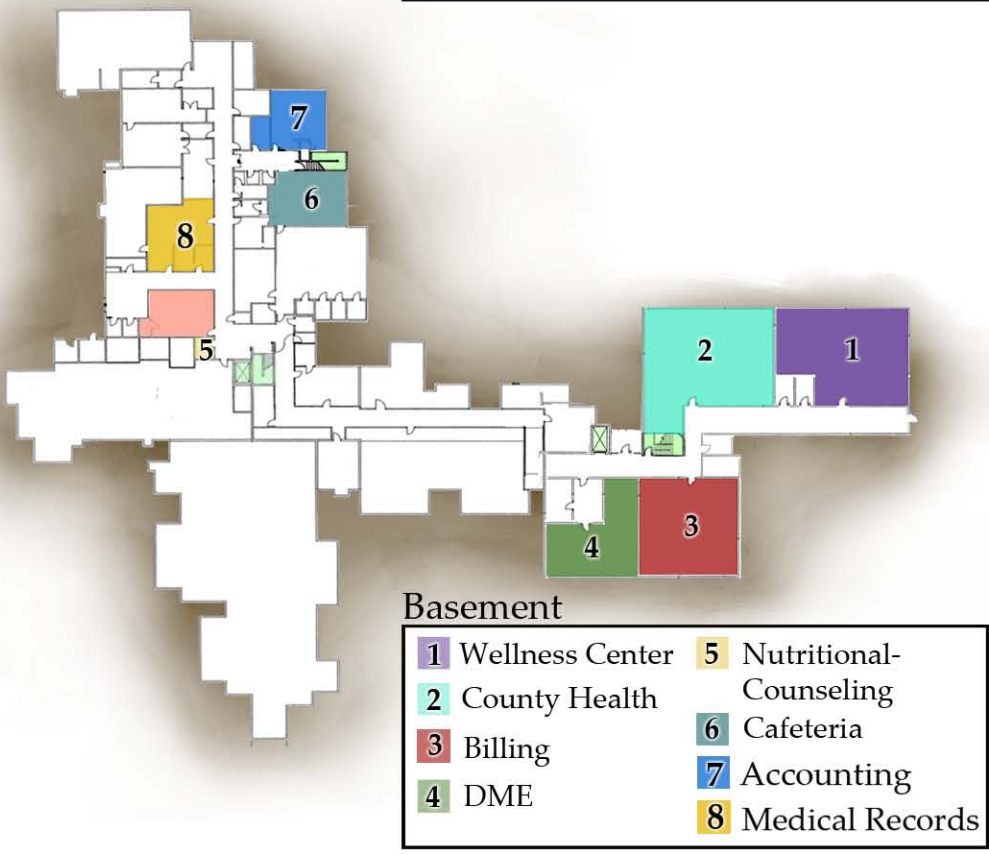 7
6
8
5
2
1
3
4
Basement
1 Wellness Center
2 County Health
3 Billing
4 DME
5 Nutritional-
Counseling
6 Cafeteria
7 Accounting
8 Medical Records